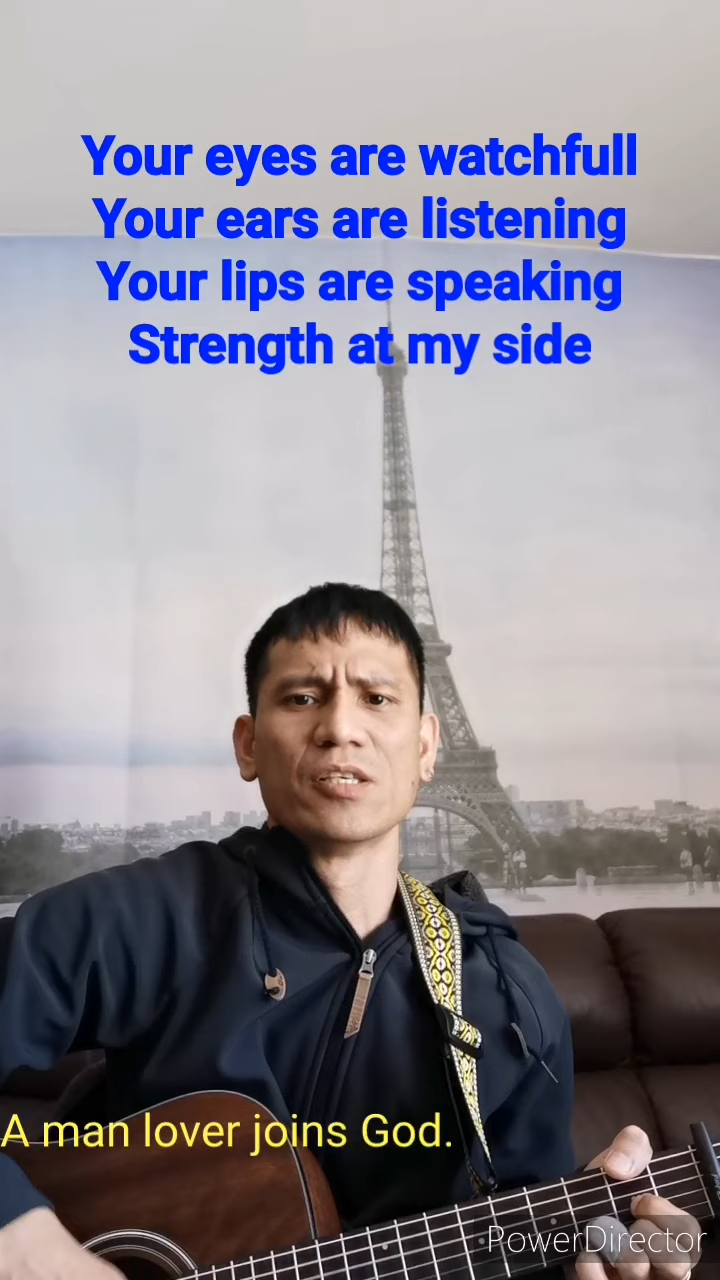 Your eyes are watchfull
Your ears are listening
Your lips are speaking
Strength at my side
A man lover joins God.
PowerDirector